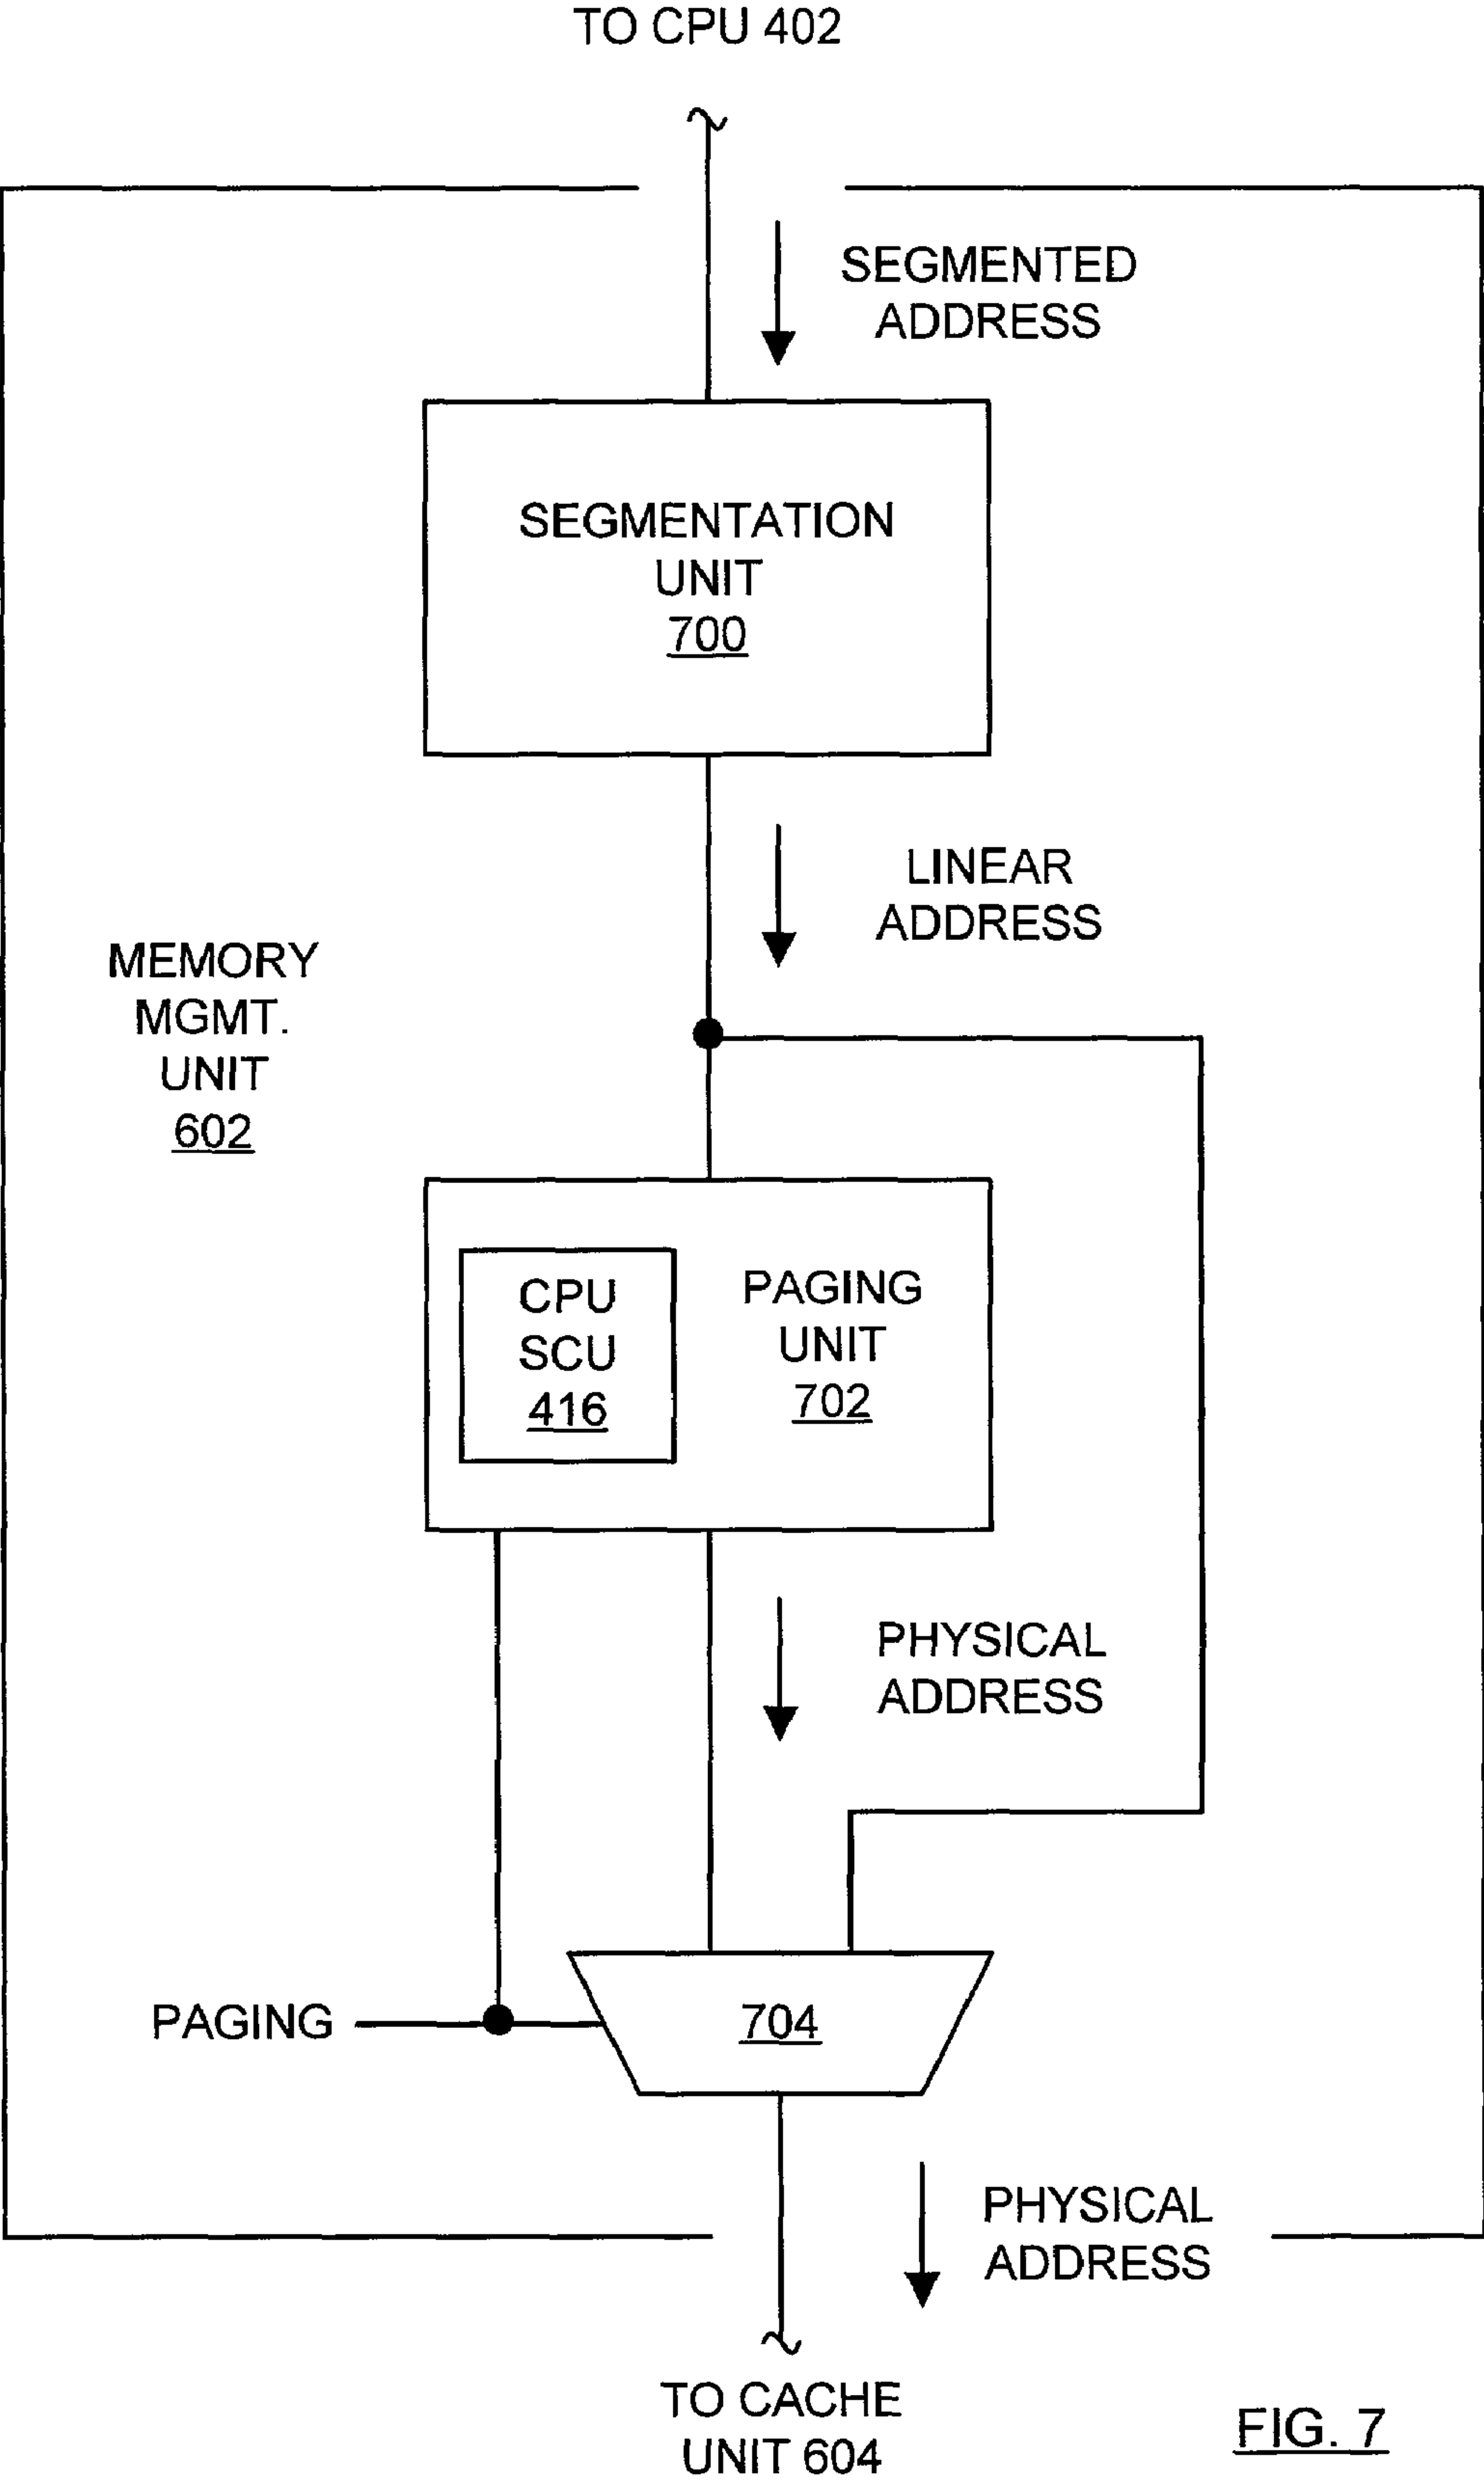 TO CPU 402
SEGMENTED
ADDRESS
SEGMENTATION
UNIT
700
LINEAR
ADDRESS
MEMORY
MGMT.
UNIT
602
CPU
SCU
416
PAGING
UNIT
702
PHYSICAL
ADDRESS
PAGING
704
PHYSICAL
ADDRESS
TO CACHE
UNIT 604
FIG. 7